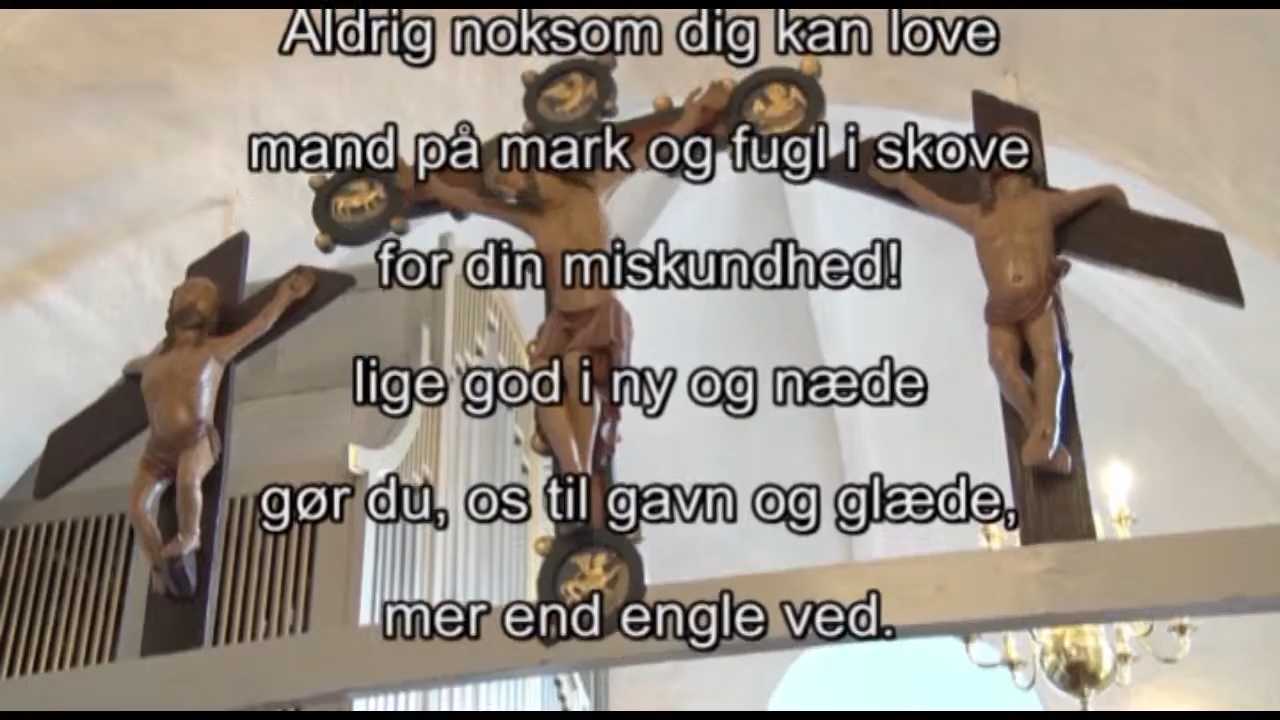 Aldrig noksom dig kan love
mand på mark og fugl i skove
for din miskundhed!
lige god i ny og næde
gør du, os til gavn og glæde,
mer end engle ved.